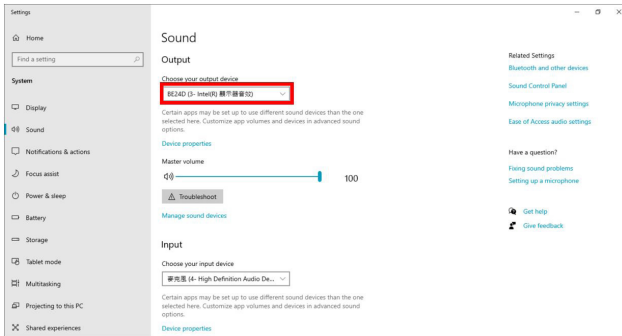 Settings
Home
Find a setting
System
Display
Sound
Notifications & actions
Focus assist
Power & sleep
Battery
Storage
Tablet mode
Multitasking
Projecting to this PC
Shared experiences
Sound
Output
Choose your output device
BE24D (3- Intel(R) 顯示器音效)
Certain apps may be set up to use different sound devices than the one
selected here. Customize app volumes and devices in advanced sound
options.
Device properties
Master volume
100
Troubleshoot
Manage sound devices
Input
Choose your input device
麥克風 (4- High Definition Audio De...
Certain apps may be set up to use different sound devices than the one
selected here. Customize app volumes and devices in advanced sound
options.
Device properties
Related Settings
Bluetooth and other devices
Sound Control Panel
Microphone privacy settings
Ease of Access audio settings
Have a question?
Fixing sound problems
Setting up a microphone
Get help
Give feedback